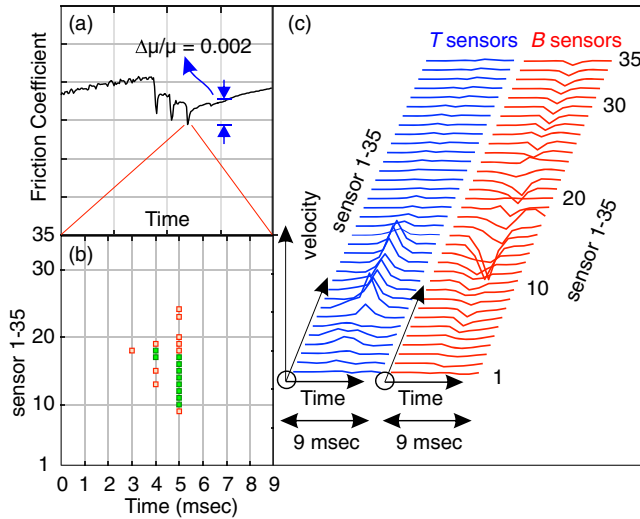 (a)
Δμ/μ = 0.002
Friction Coefficient
Time
(b)
35
30
20
10
1
sensor 1-35
0 1 2 3 4 5 6 7 8 9
Time (msec)
(c)
T sensors B sensors
35
30
20
10
1
sensor 1-35
sensor 1-35
velocity
Time Time
9 msec 9 msec